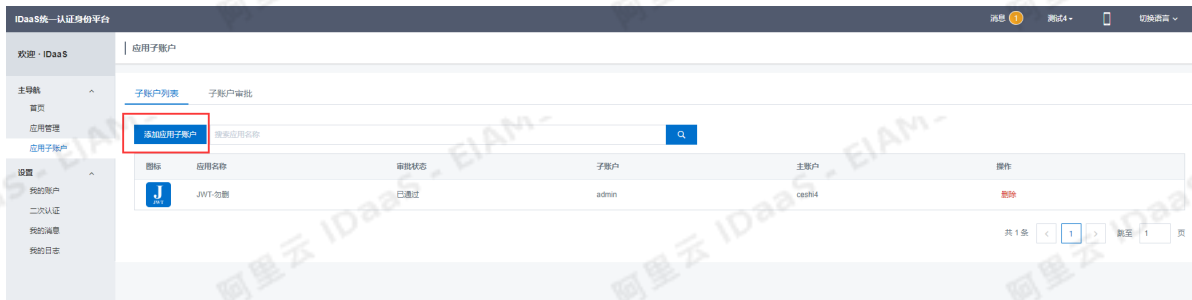 IDaaS统一认证身份平台
消息 1 测试4 切换语言
欢迎 - IDaaS
应用子账户
主导航
首页
应用管理
应用子账户
设置
我的账户
二次认证
我的消息
我的日志
子账户列表 子账户审批
添加应用子账户 搜索应用名称
图标 应用名称 审批状态 子账户 主账户 操作
J JWT JWT-勿删 已通过 admin ceshi4 删除
共 1 条 < 1 > 跳至 1 页
阿里云 IDaaS - EIAM